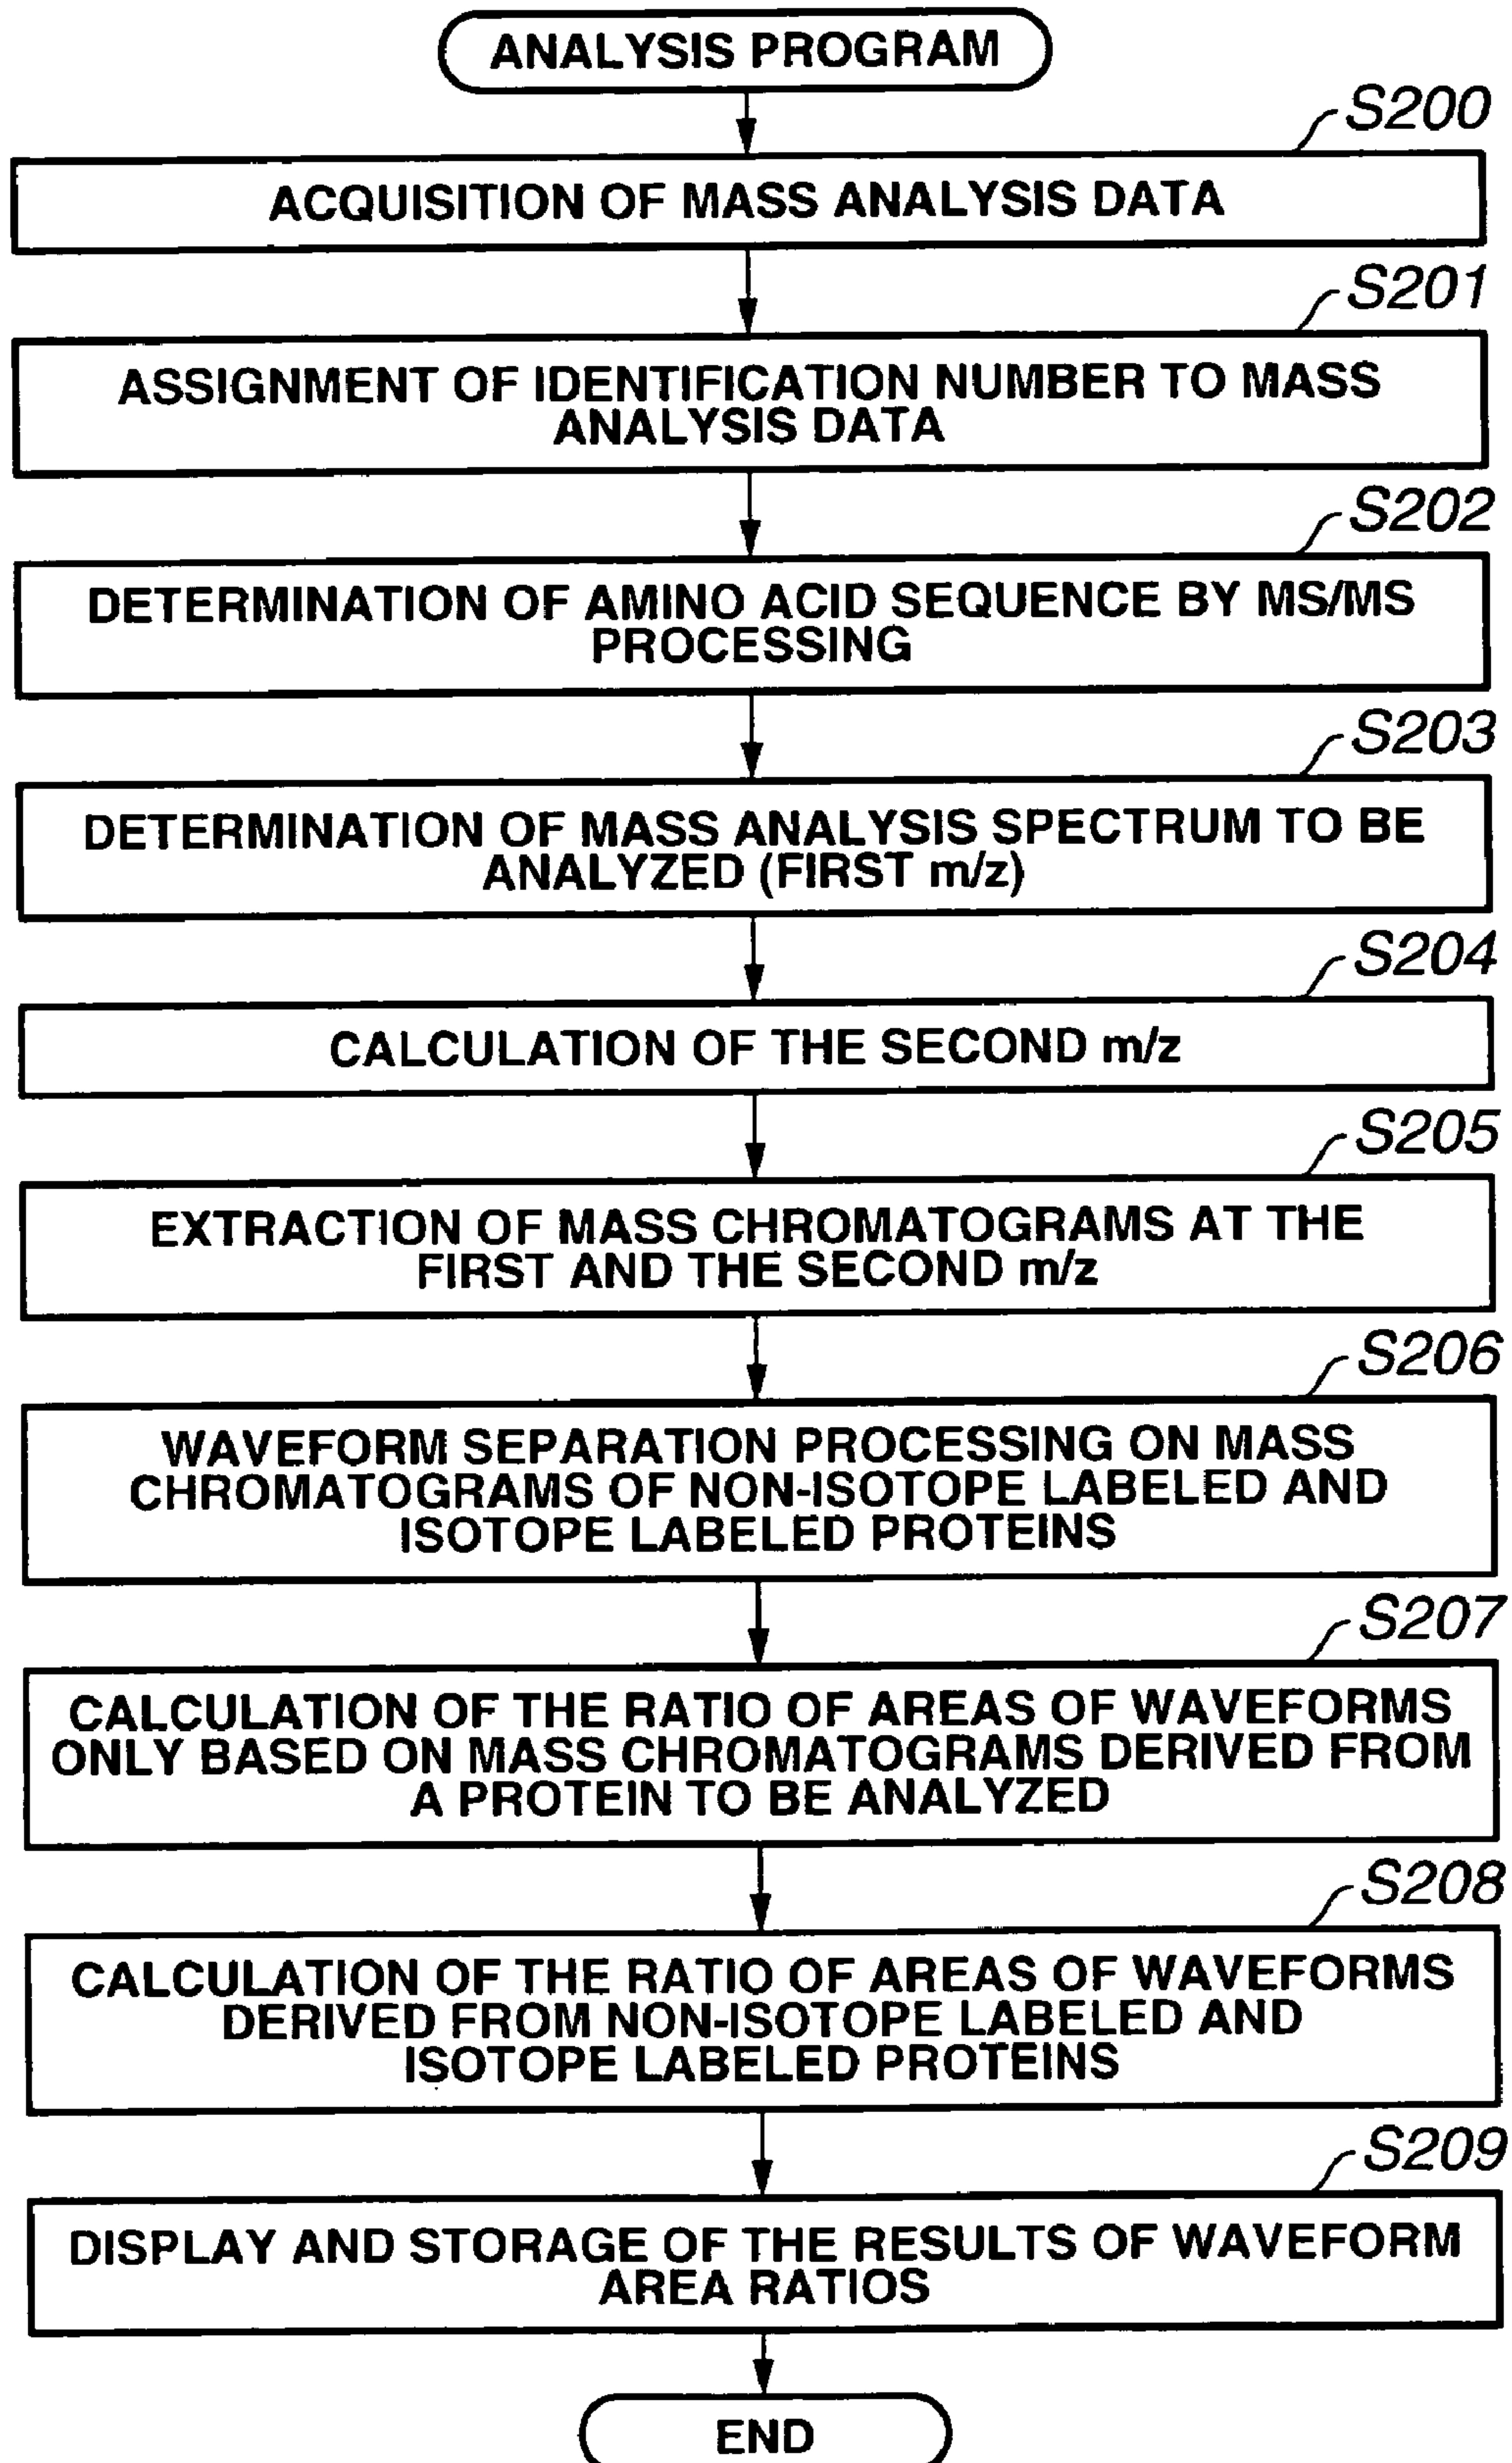 ANALYSIS PROGRAM
S200
ACQUISITION OF MASS ANALYSIS DATA
S201
ASSIGNMENT OF IDENTIFICATION NUMBER TO MASS
ANALYSIS DATA
S202
DETERMINATION OF AMINO ACID SEQUENCE BY MS/MS
PROCESSING
S203
DETERMINATION OF MASS ANALYSIS SPECTRUM TO BE
ANALYZED (FIRST m/z)
S204
CALCULATION OF THE SECOND m/z
S205
EXTRACTION OF MASS CHROMATOGRAMS AT THE
FIRST AND THE SECOND m/z
S206
WAVEFORM SEPARATION PROCESSING ON MASS
CHROMATOGRAMS OF NON-ISOTOPE LABELED AND
ISOTOPE LABELED PROTEINS
S207
CALCULATION OF THE RATIO OF AREAS OF WAVEFORMS
ONLY BASED ON MASS CHROMATOGRAMS DERIVED FROM
A PROTEIN TO BE ANALYZED
S208
CALCULATION OF THE RATIO OF AREAS OF WAVEFORMS
DERIVED FROM NON-ISOTOPE LABELED AND
ISOTOPE LABELED PROTEINS
S209
DISPLAY AND STORAGE OF THE RESULTS OF WAVEFORM
AREA RATIOS
END